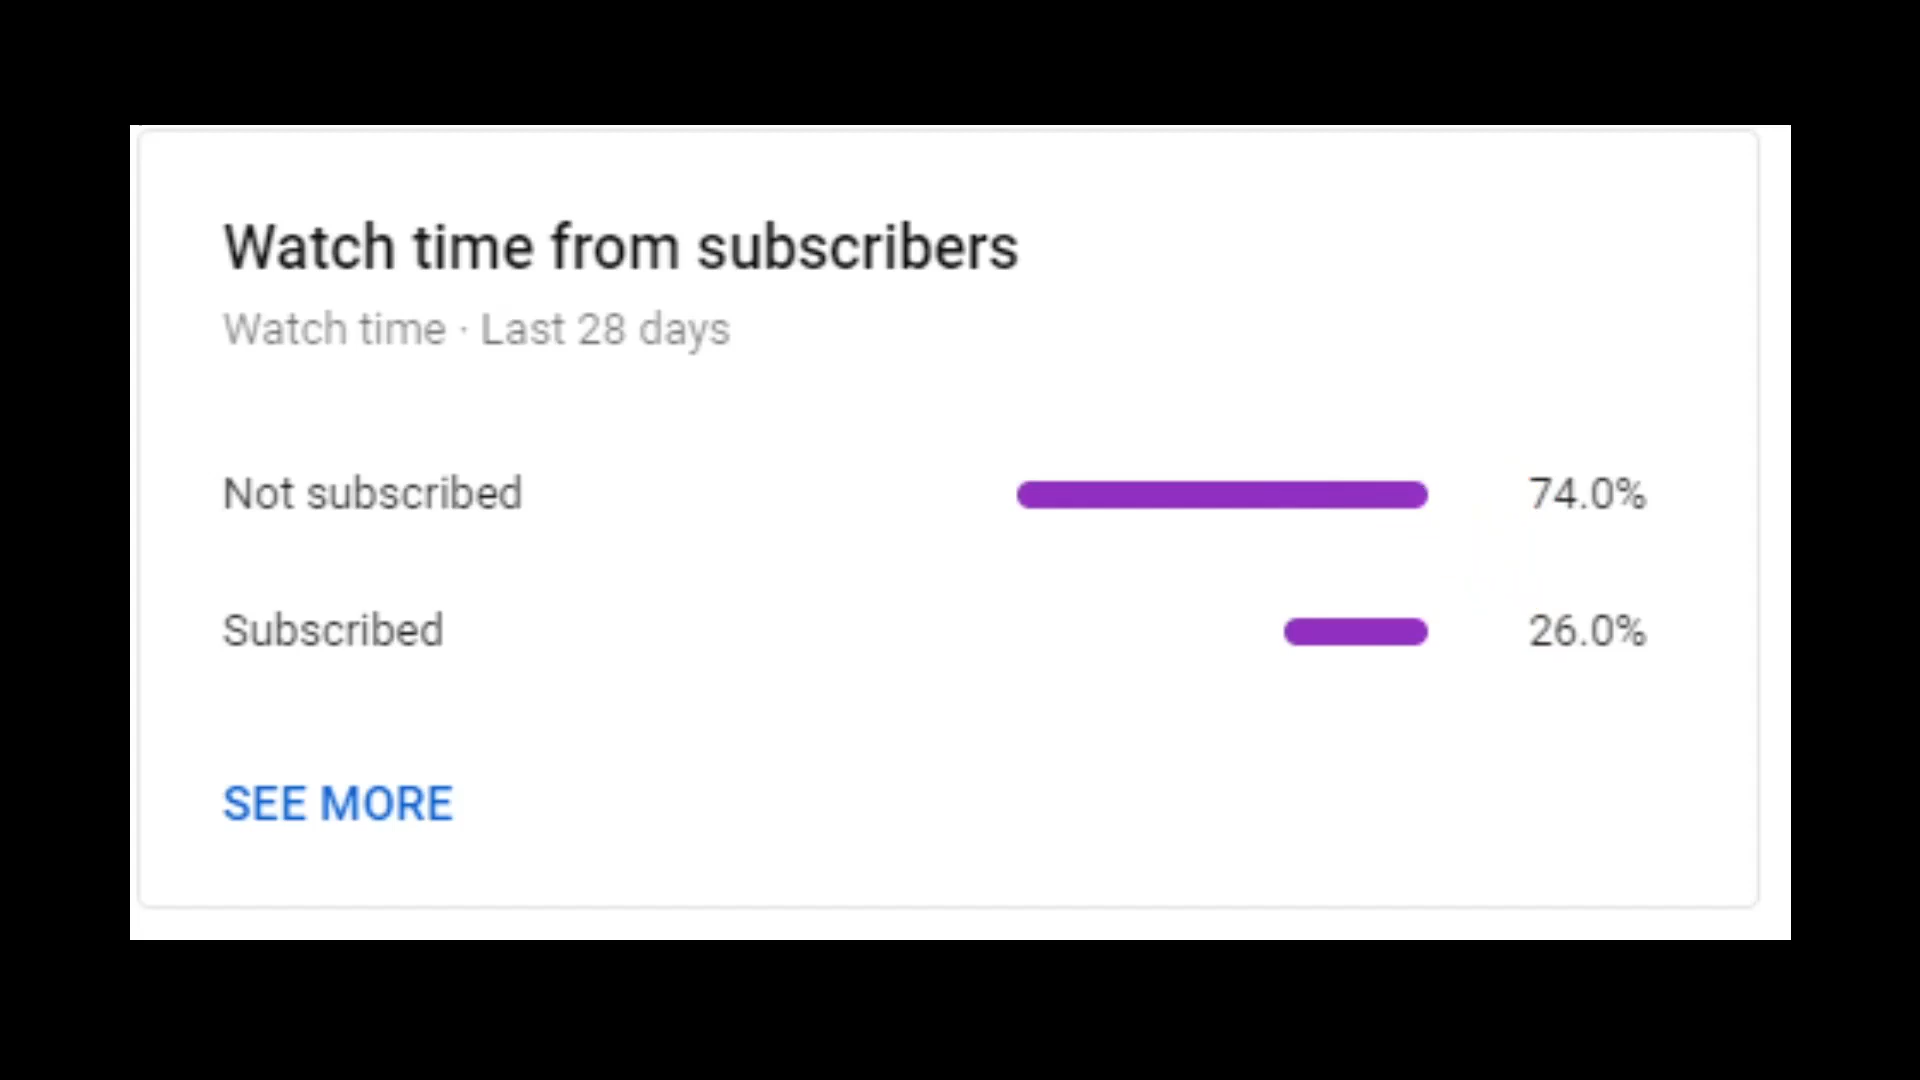 Watch time from subscribers
Watch time · Last 28 days
Not subscribed 74.0%
Subscribed 26.0%
SEE MORE